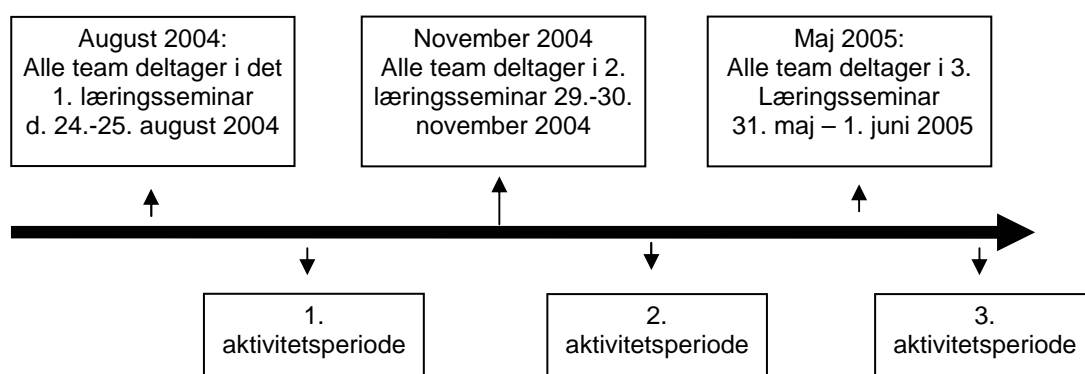 August 2004:
Alle team deltager i det
1. læringsseminar
d. 24.-25. august 2004
November 2004
Alle team deltager i 2.
læringsseminar 29.-30.
november 2004
Maj 2005:
Alle team deltager i 3.
Læringseminar
31. maj – 1. juni 2005
1.
aktivitetsperiode
2.
aktivitetsperiode
3.
aktivitetsperiode